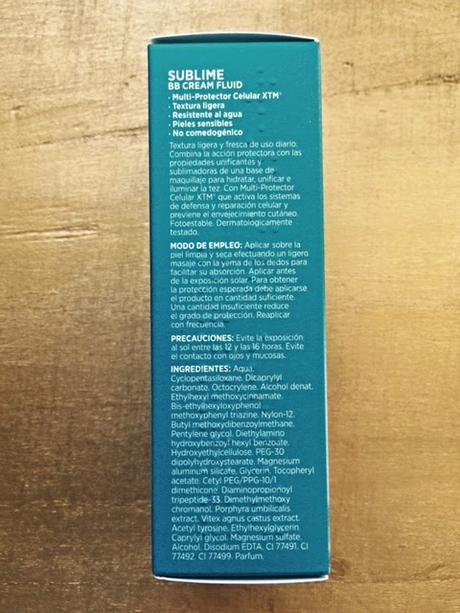 SUBLIME
BB CREAM FLUID
• Multi-Protector Celular XTM®
• Textura ligera
• Resistente al agua
• Pieles sensibles
• No comedogénico
Textura ligera y fresca de uso diario.
Combina la acción protectora con las
propiedades unificantes y
sublimadoras de una base de
maquillaje para hidratar, unificar e
iluminar la tez. Con Multi-Protector
Celular XTM® que activa los sistemas
de defensa y reparación celular y
previene el envejecimiento cutáneo.
Fotoestable. Dermatologicamente
testado.
MODO DE EMPLEO: Aplicar sobre la
piel limpia y seca efectuando un ligero
masaje con la yema de los dedos para
facilitar su absorción. Aplicar antes
de la exposición solar. Para obtener
la protección esperada debe aplicarse
el producto en cantidad suficiente.
Una cantidad insuficiente reduce
el grado de protección. Reaplicar
con frecuencia.
PRECAUCIONES: Evite la exposición
al sol entre las 12 y las 16 horas. Evite
el contacto con ojos y mucosas.
INGREDIENTES: Aqua,
Cyclopentasiloxane. Dicaprylyl
carbonate. Octocrylene. Alcohol denat.
Ethylhexyl methoxycinnamate.
Bis-ethylhexyloxyphenol
methoxyphenyl triazine. Nylon-12.
Butyl methoxydibenzoylmethane.
Pentylene glycol. Diethylamino
hydroxybenzoyl hexyl benzoate.
Hydroxyethylcellulose. PEG-30
dipolyhydroxystearate. Magnesium
aluminum silicate. Glycerin. Tocopheryl
acetate. Cetyl PEG/PPG-10/1
dimethicone. Diaminopropionoyl
tripeptide-33. Dimethylmethoxy
chromanol. Porphyra umbilicalis
extract. Vitex agnus castus extract.
Acetyl tyrosine. Ethylhexylglycerin.
Caprylyl glycol. Magnesium sulfate.
Alcohol. Disodium EDTA. CI 77491. CI
77492. CI 77499. Parfum.